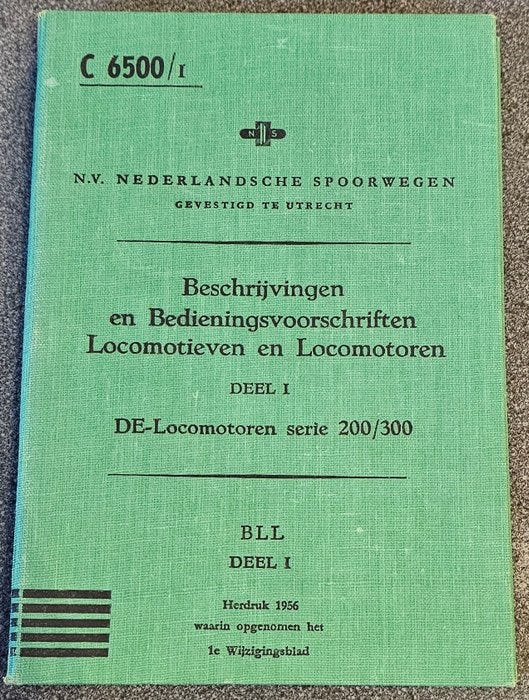 C 6500/I
N S
N.V. NEDERLANDSCHE SPOORWEGEN
GEVESTIGD TE UTRECHT
Beschrijvingen
en Bedieningsvoorschriften
Locomotieven en Locomotoren
DEEL I
DE-Locomotoren serie 200/300
BLL
DEEL I
Herdruk 1956
waarin opgenomen het
1e Wijzigingsblad